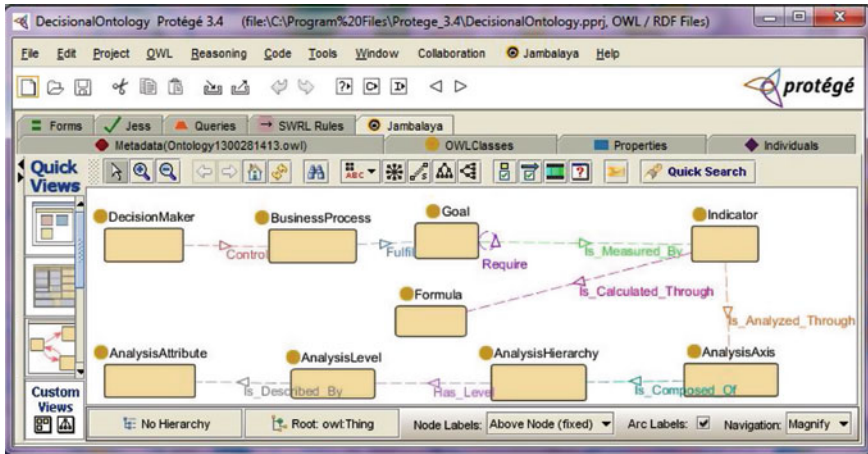 DecisionalOntology Protégé 3.4 (file:\C:\Program%20Files\Protege_3.4\DecisionalOntology.pprj, OWL / RDF Files)
File Edit Project OWL Reasoning Code Tools Window Collaboration Jambalaya Help
protégé
Forms Jess Queries SWRL Rules Jambalaya
Metadata(Ontology1300281413.owl) OWLClasses Properties Individuals
Quick Views
ABC
Quick Search
DecisionMaker BusinessProcess Goal Indicator
Control Fulfil Require Is_Measured_By
Formula Is_Calculated_Through
Is_Analyzed_Through
AnalysisAttribute AnalysisLevel AnalysisHierarchy AnalysisAxis
Is_Described_By Has_Level Is_Composed_Of
Custom Views
No Hierarchy Root: owl:Thing Node Labels: Above Node (fixed) Arc Labels: Navigation: Magnify